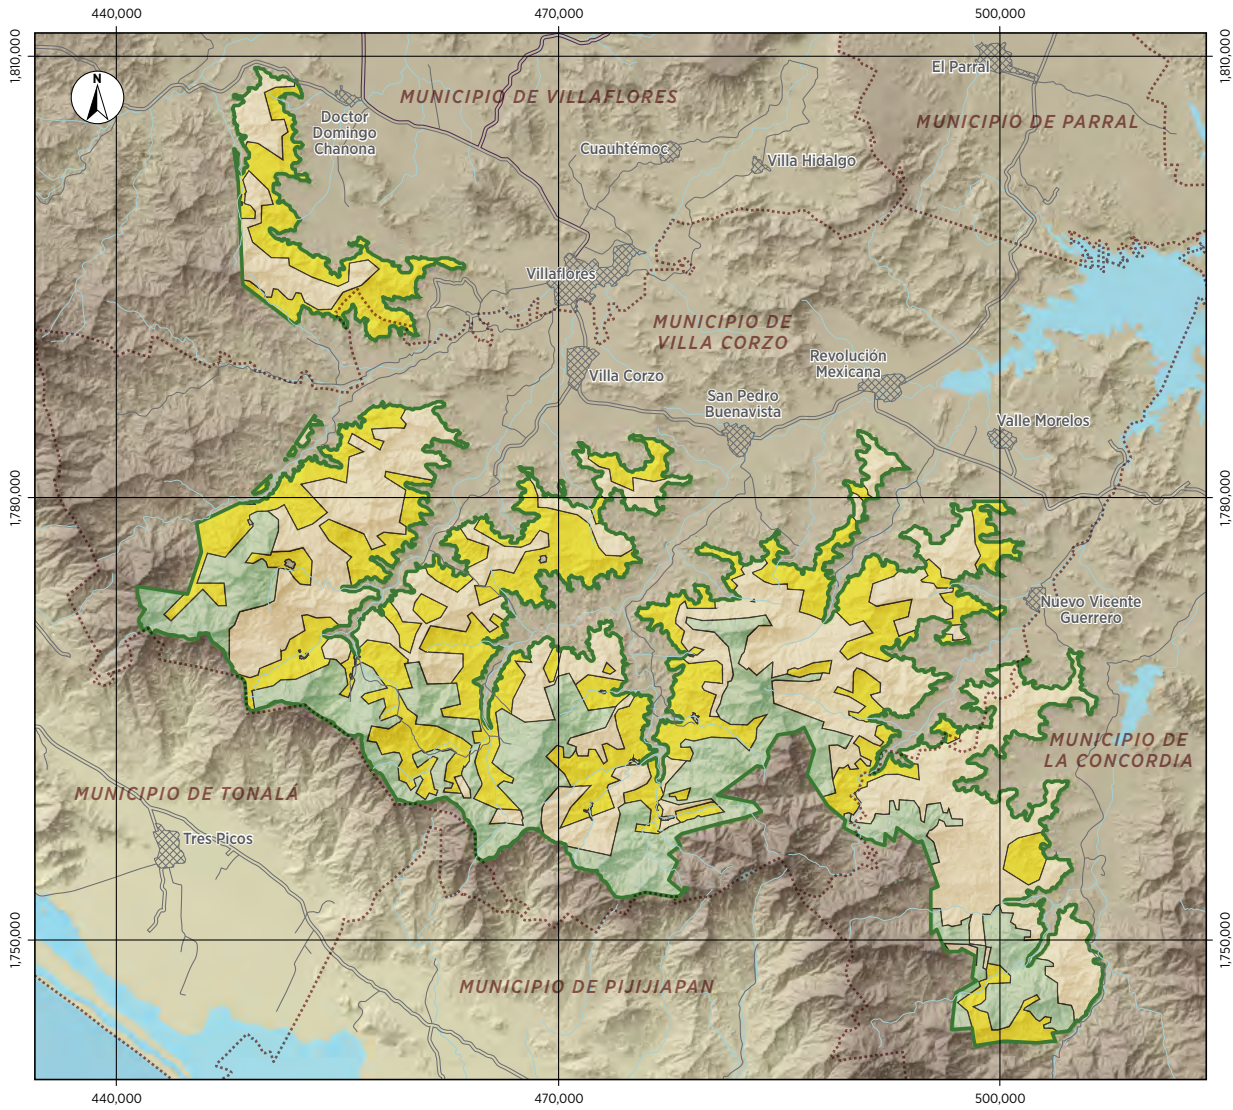 440,000
470,000
500,000
1,810,000
1,810,000
N
El Parral
MUNICIPIO DE VILLAFLORES
MUNICIPIO DE PARRAL
Doctor
Domingo
Chanona
Cuauhtémoc
Villa Hidalgo
Villaflores
MUNICIPIO DE
VILLA CORZO
Revolución
Mexicana
Villa Corzo
San Pedro
Buenavista
Valle Morelos
1,780,000
1,780,000
Nuevo Vicente
Guerrero
MUNICIPIO DE
LA CONCORDIA
MUNICIPIO DE TONALÁ
Tres Picos
1,750,000
1,750,000
MUNICIPIO DE PIJIJIAPAN
440,000
470,000
500,000